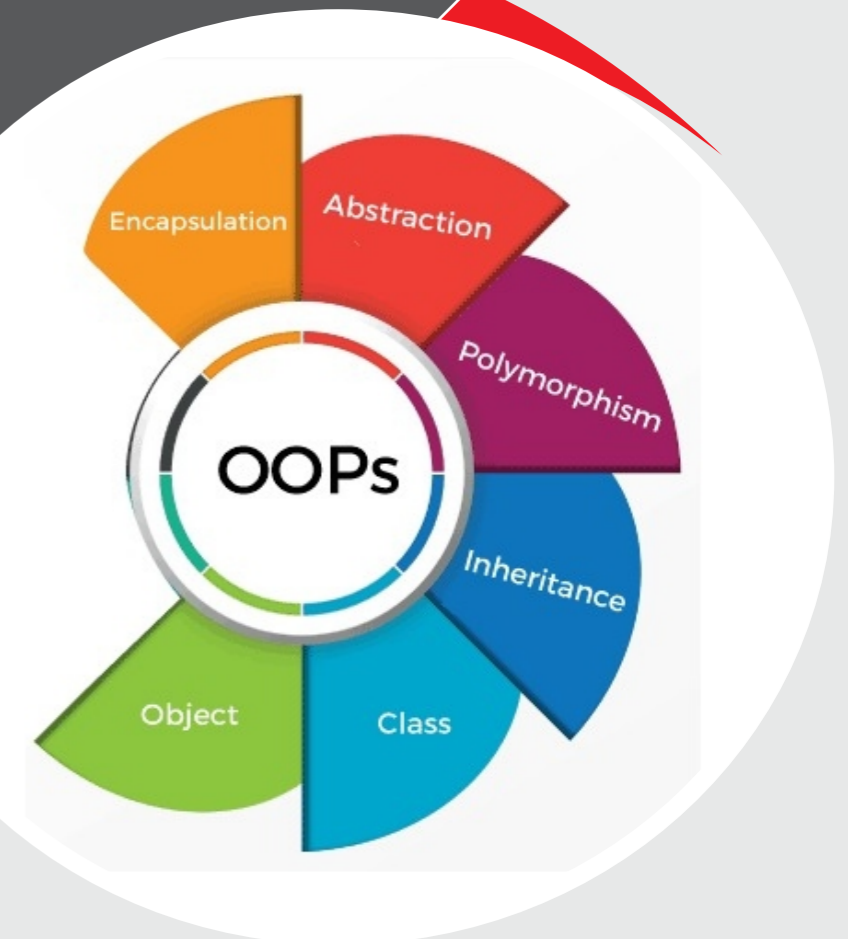 Encapsulation
Abstraction
Polymorphism
OOPs
Inheritance
Object
Class